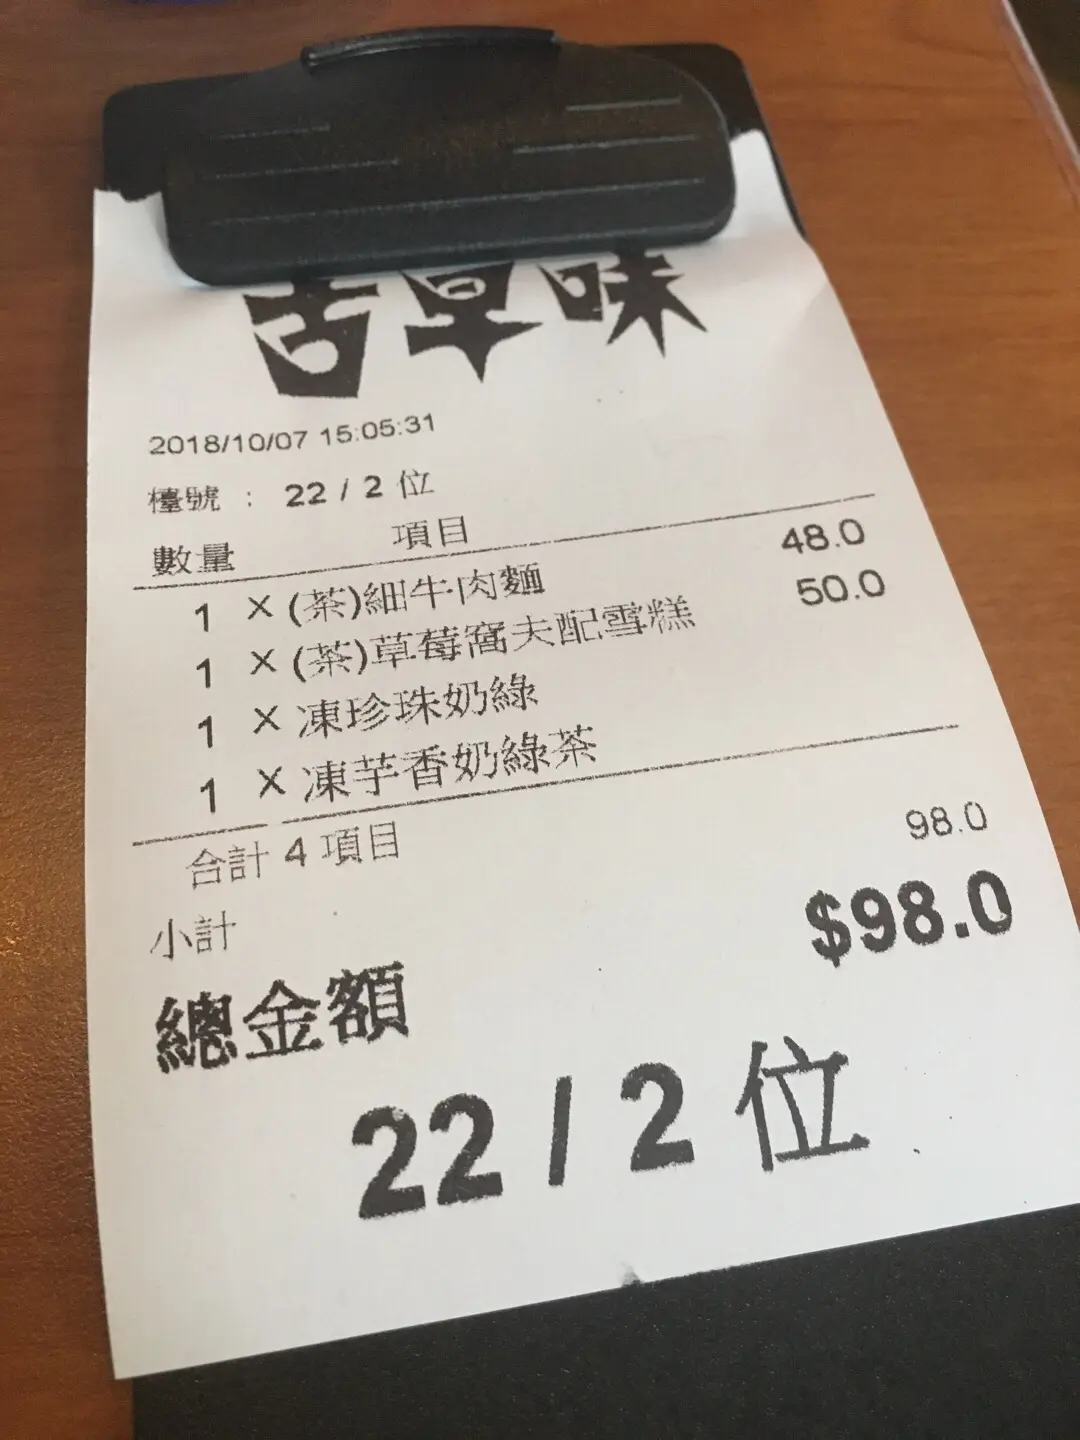 古早味
2018/10/07 15:05:31
檯號 : 22 / 2 位
數量 項目
1 × (茶)細牛肉麵 48.0
1 × (茶)草莓窩夫配雪糕 50.0
1 × 凍珍珠奶綠
1 × 凍芋香奶綠茶
合計 4 項目
小計 98.0
總金額 $98.0
22 / 2 位